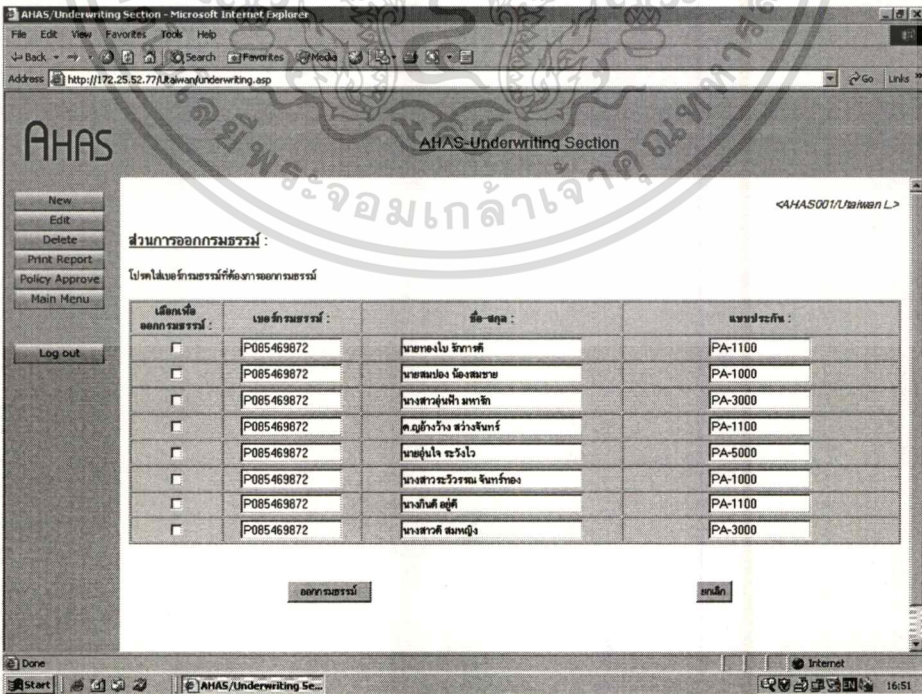 AHAS/Underwriting Section - Microsoft Internet Explorer
File Edit View Favorites Tools Help
Back Search Favorites Media
Address http://172.25.52.77/Utaiwan/underwriting.asp Go Links »
AHAS
AHAS-Underwriting Section
<AHAS001/Utaiwan L.>
New
Edit
Delete
Print Report
Policy Approve
Main Menu
Log out
ส่วนการออกกรมธรรม์ :
โปรดใส่เบอร์กรมธรรม์ที่ต้องการออกกรมธรรม์
เลือกเพื่อ
ออกกรมธรรม์ : เบอร์กรมธรรม์ : ชื่อ-สกุล : แบบประกัน :
P085469872 นายทองใบ รักการดี PA-1100
P085469872 นายสมปอง น้องสมชาย PA-1000
P085469872 นางสาวอุ่นฟ้า มหารัก PA-3000
P085469872 ด.ญอ้างว้าง สว่างจันทร์ PA-1100
P085469872 นายอุ่นใจ ระวังไว PA-5000
P085469872 นางสาวระวีวรรณ จันทร์ทอง PA-1000
P085469872 นางกินดี อยู่ดี PA-1100
P085469872 นางสาวดี สมหญิง PA-3000
ออกกรมธรรม์ ยกเลิก
Done Internet
Start AHAS/Underwriting Se... EN 16:51